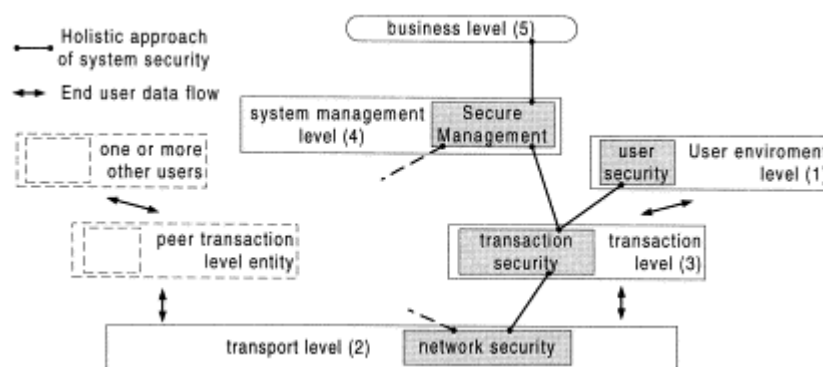 Holistic approach
of system security
End user data flow
business level (5)
system management
level (4)
Secure
Management
one or more
other users
user
security
User enviroment
level (1)
peer transaction
level entity
transaction
security
transaction
level (3)
transport level (2)
network security